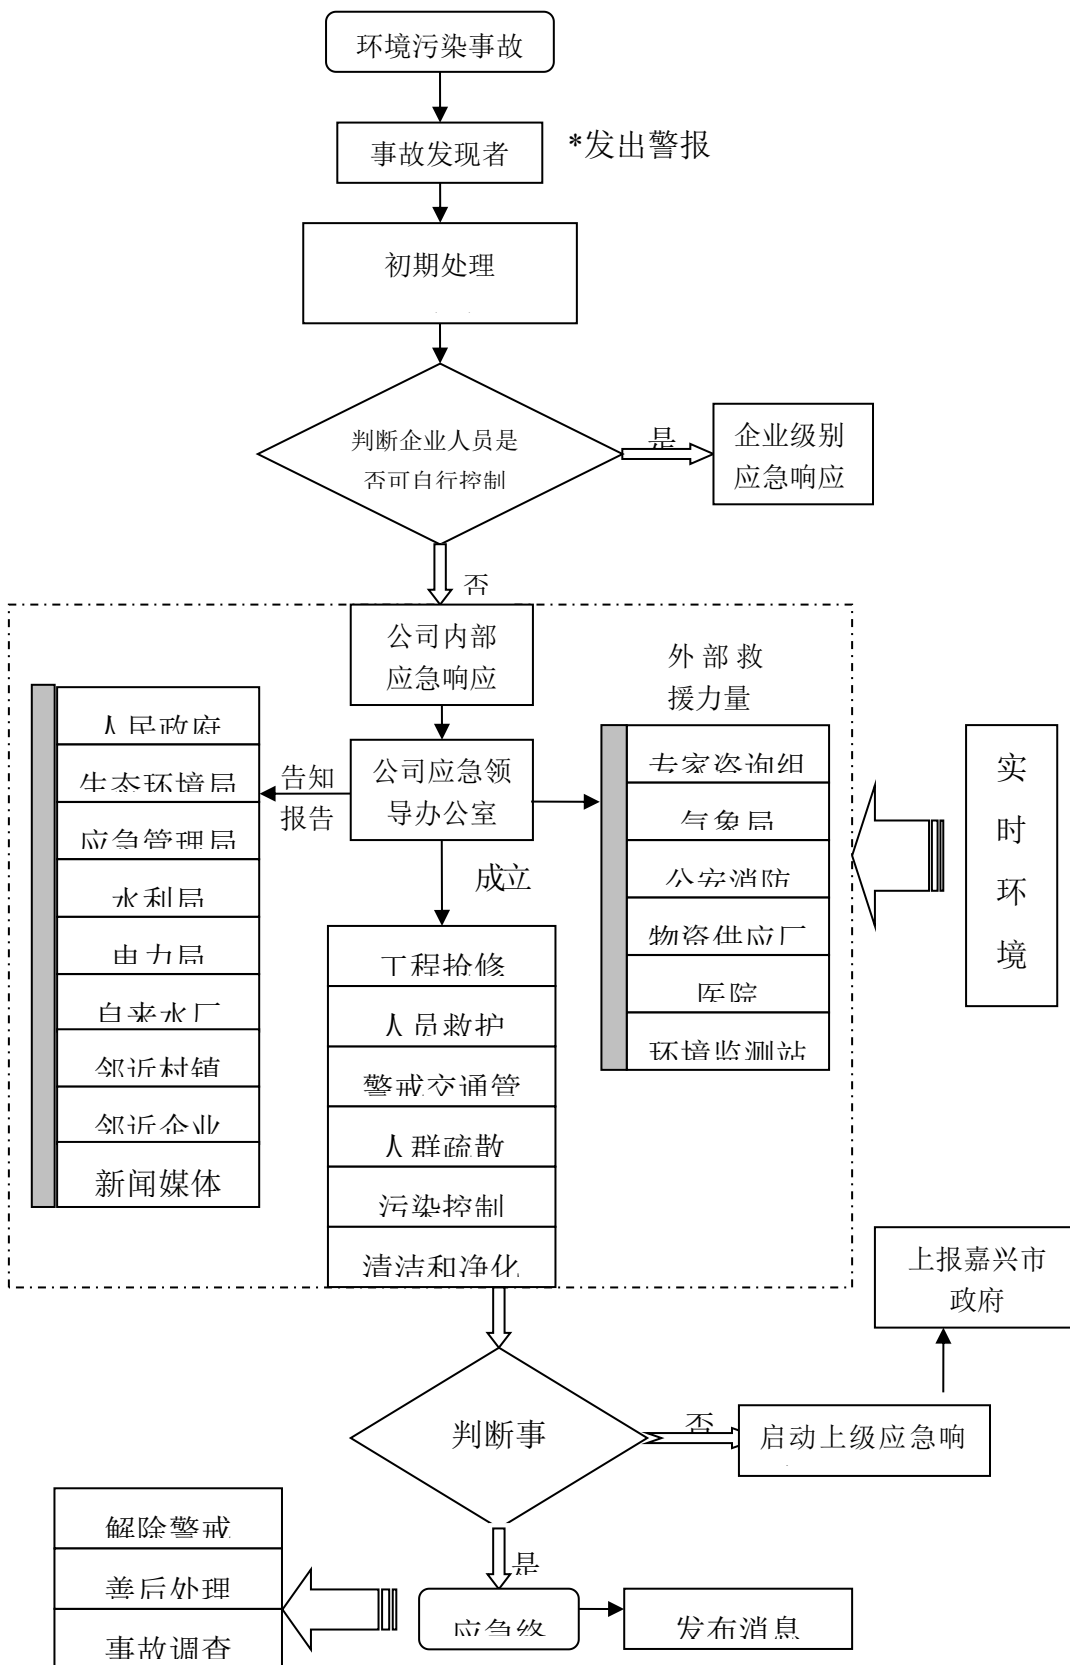 环境污染事故
事故发现者
*发出警报
初期处理
判断企业人员是
否可自行控制
是
企业级别
应急响应
否
公司内部
应急响应
外部救
援力量
人民政府
生态环境局
应急管理局
水利局
电力局
自来水厂
邻近村镇
邻近企业
新闻媒体
告知
报告
公司应急领
导办公室
成立
专家咨询组
气象局
公安消防
物资供应厂
医院
环境监测站
实
时
环
境
工程抢修
人员救护
警戒交通管
人群疏散
污染控制
清洁和净化
上报嘉兴市
政府
判断事
否
启动上级应急响
是
解除警戒
善后处理
事故调查
应急终
发布消息